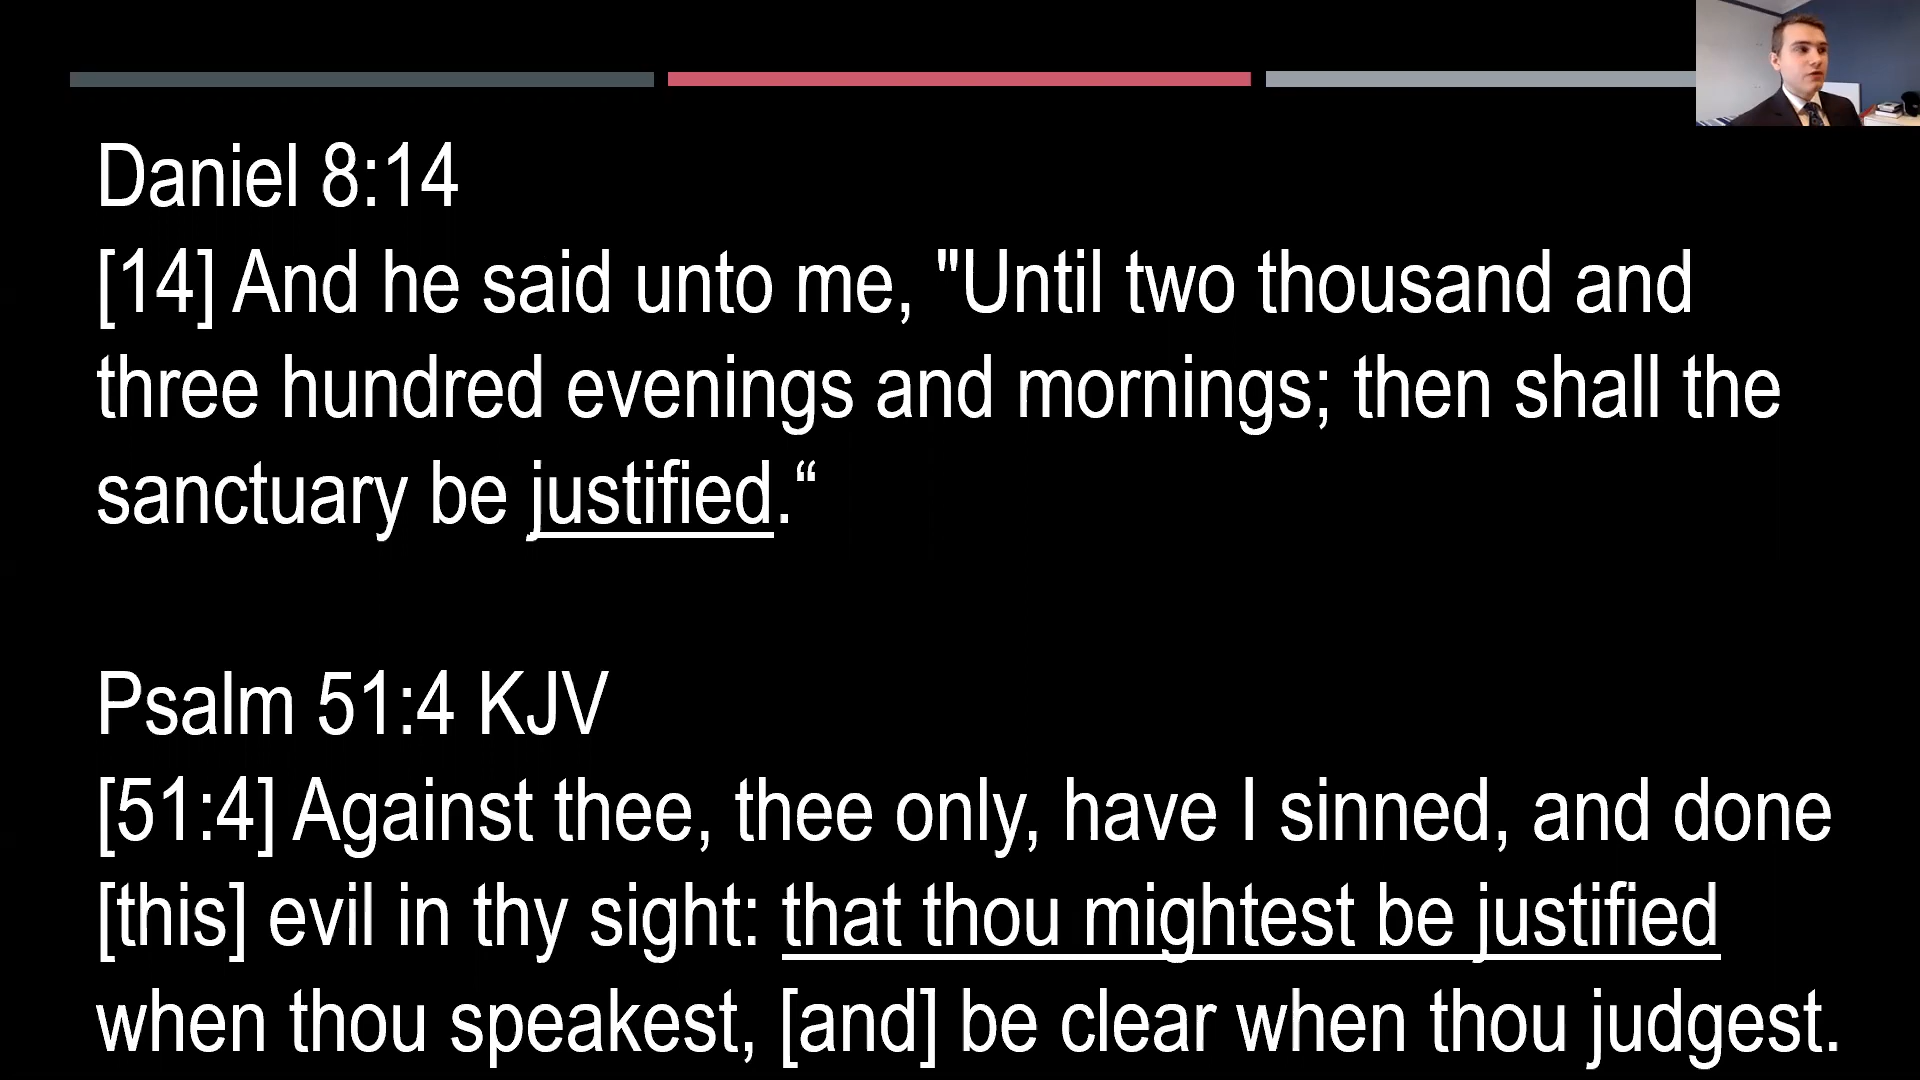 Daniel 8:14
[14] And he said unto me, "Until two thousand and
three hundred evenings and mornings; then shall the
sanctuary be justified.“
Psalm 51:4 KJV
[51:4] Against thee, thee only, have I sinned, and done
[this] evil in thy sight: that thou mightest be justified
when thou speakest, [and] be clear when thou judgest.